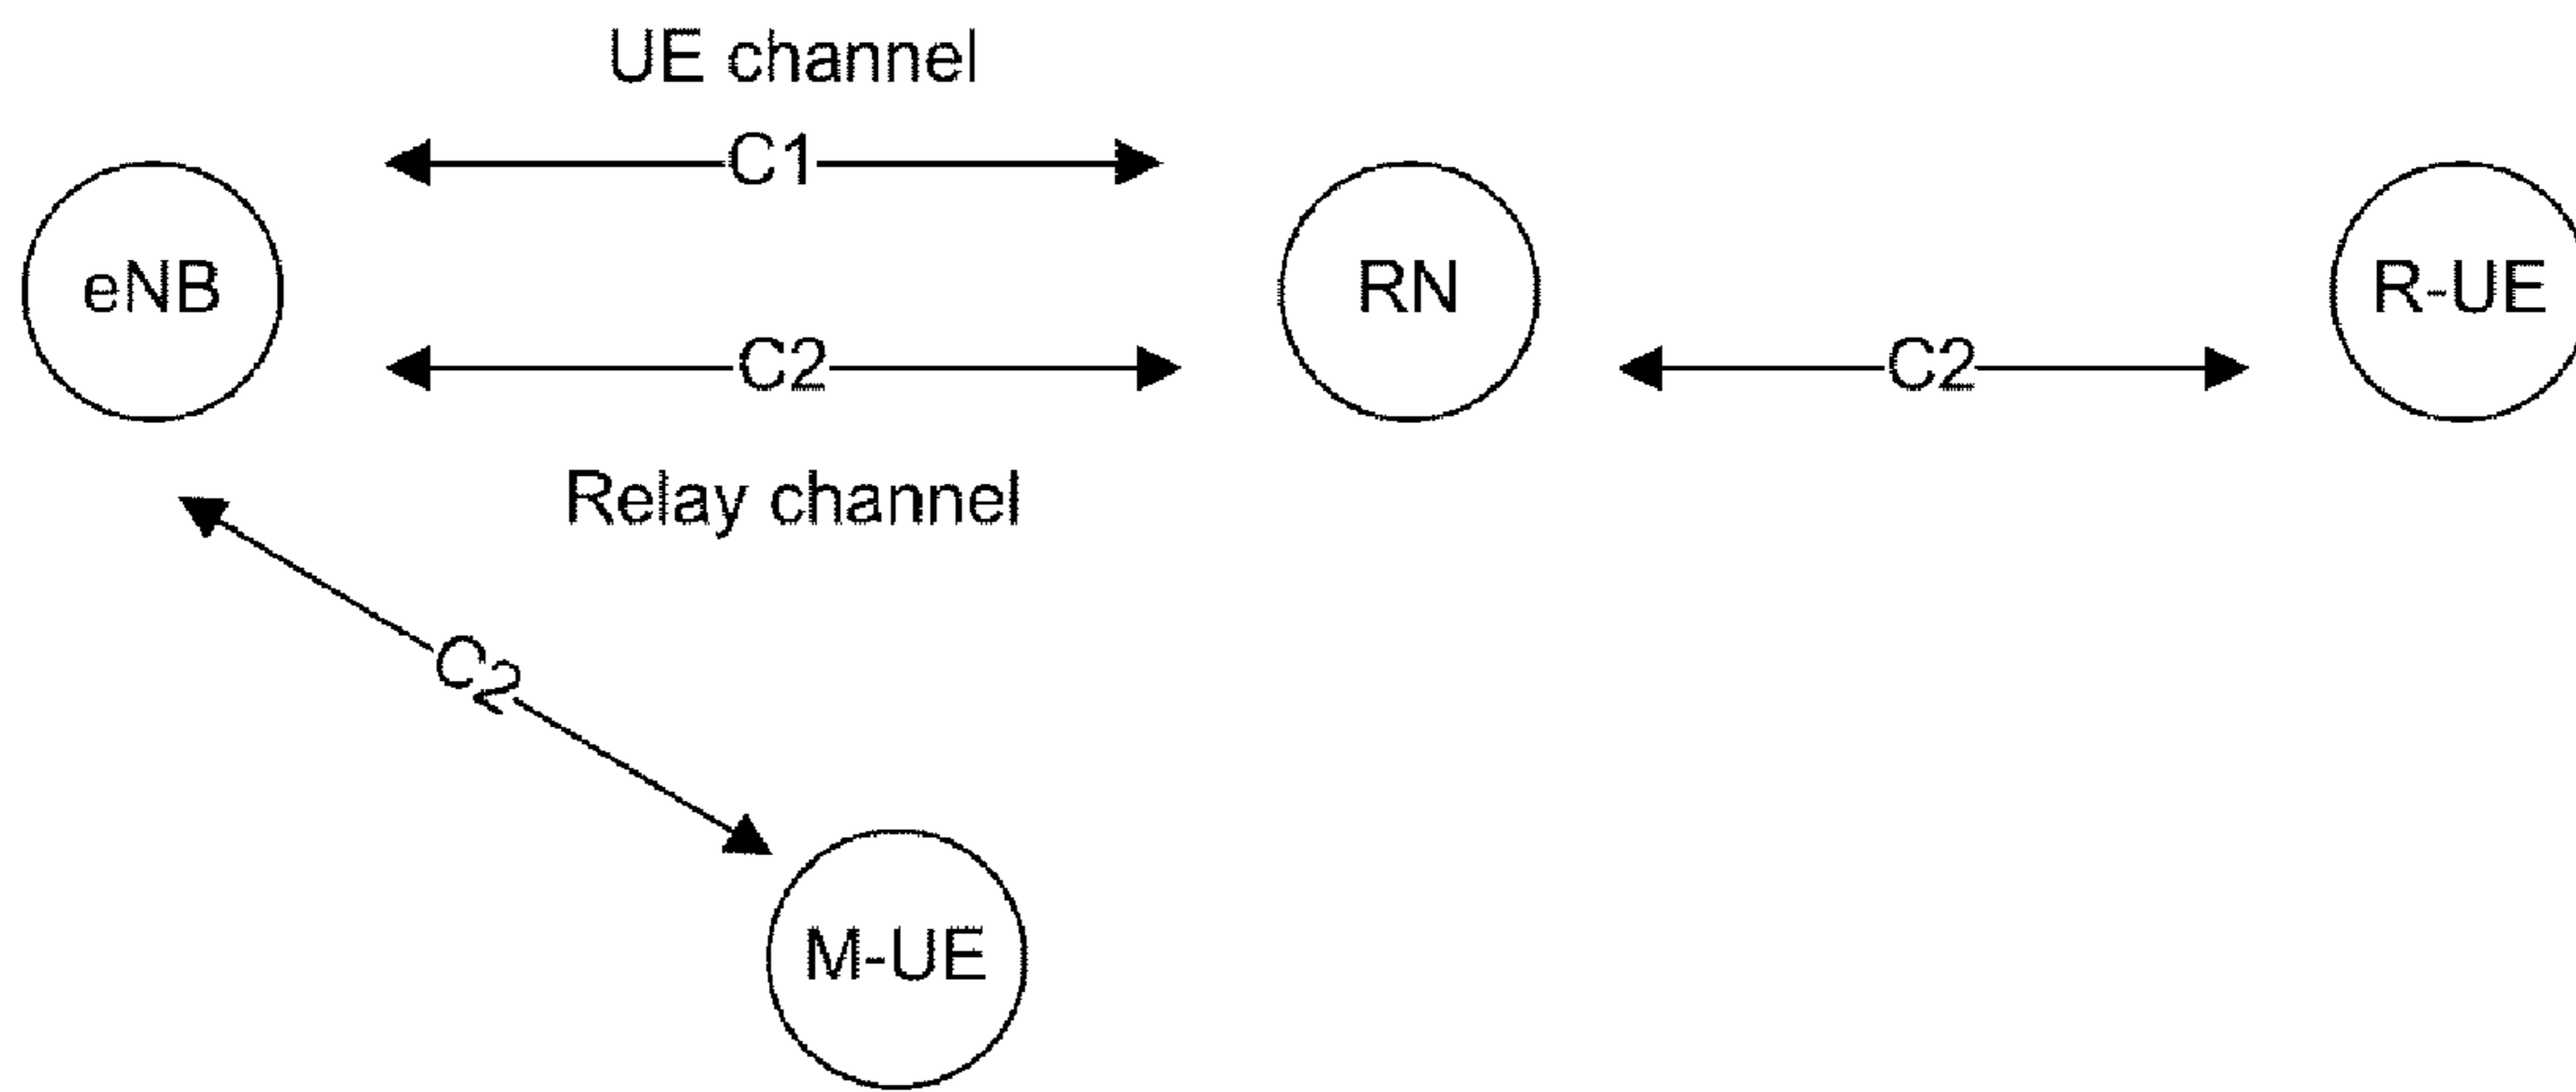 UE channel
C1
eNB
RN
R-UE
C2
C2
Relay channel
C2
M-UE